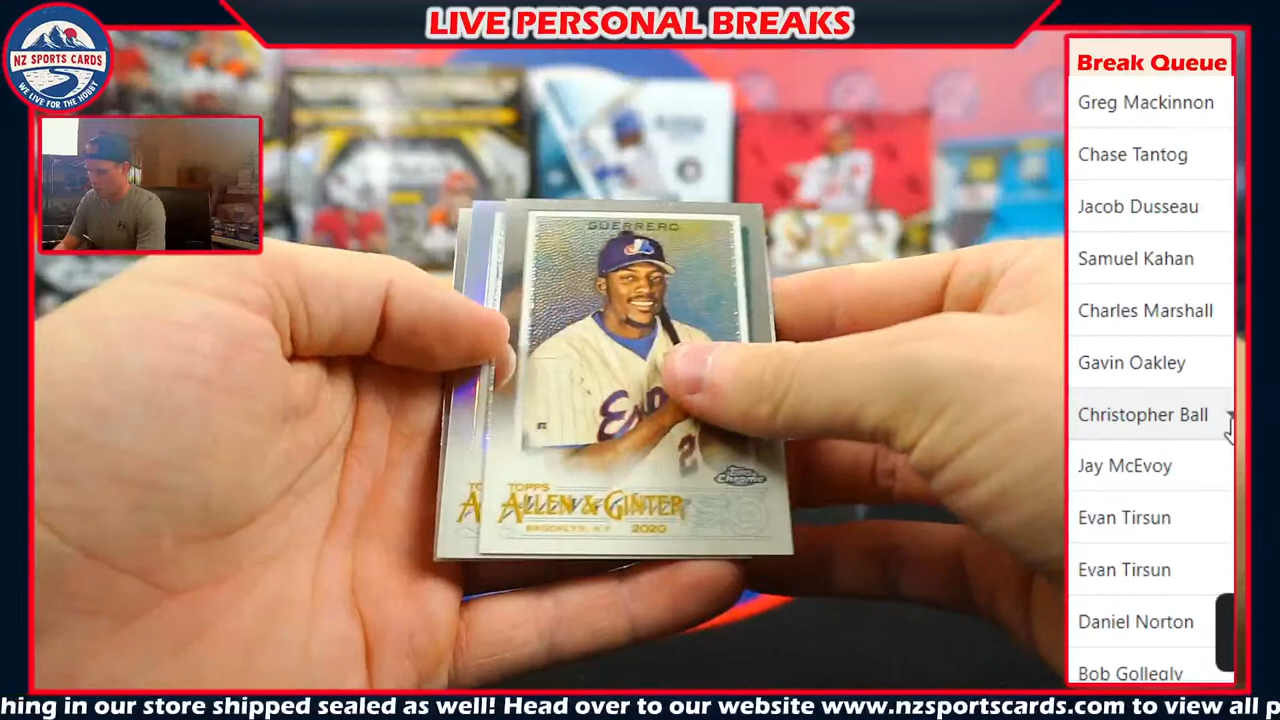 LIVE PERSONAL BREAKS
NZ SPORTS CARDS
WE LIVE FOR THE HOBBY
Break Queue
Greg Mackinnon
Chase Tantog
Jacob Dusseau
Samuel Kahan
Charles Marshall
Gavin Oakley
Christopher Ball
Jay McEvoy
Evan Tirsun
Evan Tirsun
Daniel Norton
Bob Gollegly
GUERRERO
Topps
Chrome
TOPPS
ALLEN & GINTER
BROOKLYN, N.Y. 2020
hing in our store shipped sealed as well! Head over to our website www.nzsportscards.com to view all p